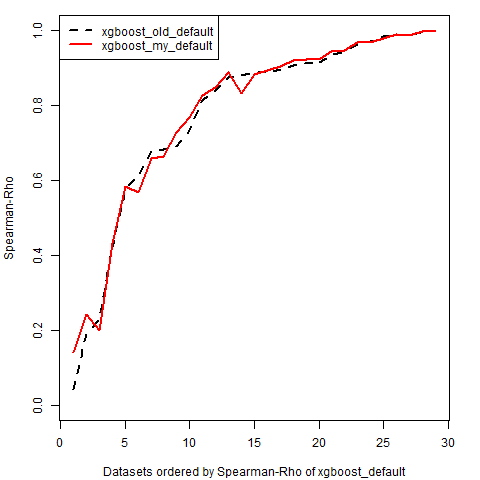 xgboost_old_default
xgboost_my_default
Spearman-Rho
1.0
0.8
0.6
0.4
0.2
0.0
0 5 10 15 20 25 30
Datasets ordered by Spearman-Rho of xgboost_default